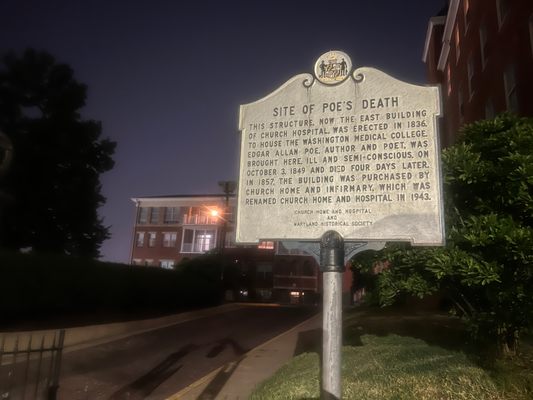 SITE OF POE'S DEATH
THIS STRUCTURE, NOW THE EAST BUILDING
OF CHURCH HOSPITAL, WAS ERECTED IN 1836,
TO HOUSE THE WASHINGTON MEDICAL COLLEGE.
EDGAR ALLAN POE, AUTHOR AND POET, WAS
BROUGHT HERE, ILL AND SEMI-CONSCIOUS, ON
OCTOBER 3, 1849 AND DIED FOUR DAYS LATER.
IN 1857, THE BUILDING WAS PURCHASED BY
CHURCH HOME AND INFIRMARY, WHICH WAS
RENAMED CHURCH HOME AND HOSPITAL IN 1943.
CHURCH HOME AND HOSPITAL
AND
MARYLAND HISTORICAL SOCIETY